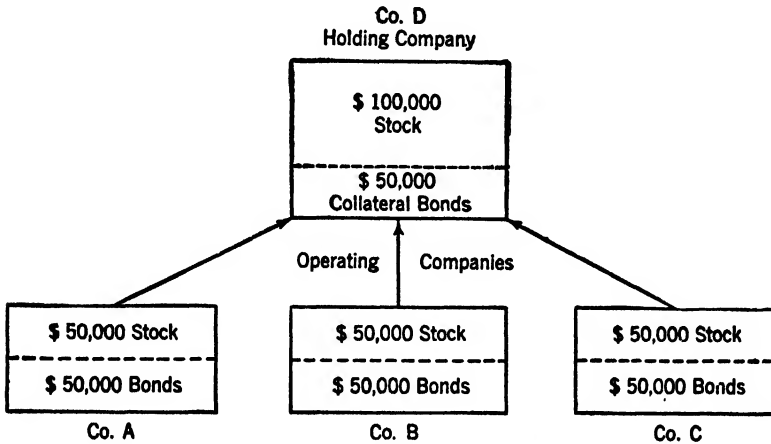 Co. D
Holding Company
$ 100,000
Stock
$ 50,000
Collateral Bonds
Operating Companies
$ 50,000 Stock
$ 50,000 Bonds
$ 50,000 Stock
$ 50,000 Bonds
$ 50,000 Stock
$ 50,000 Bonds
Co. A
Co. B
Co. C